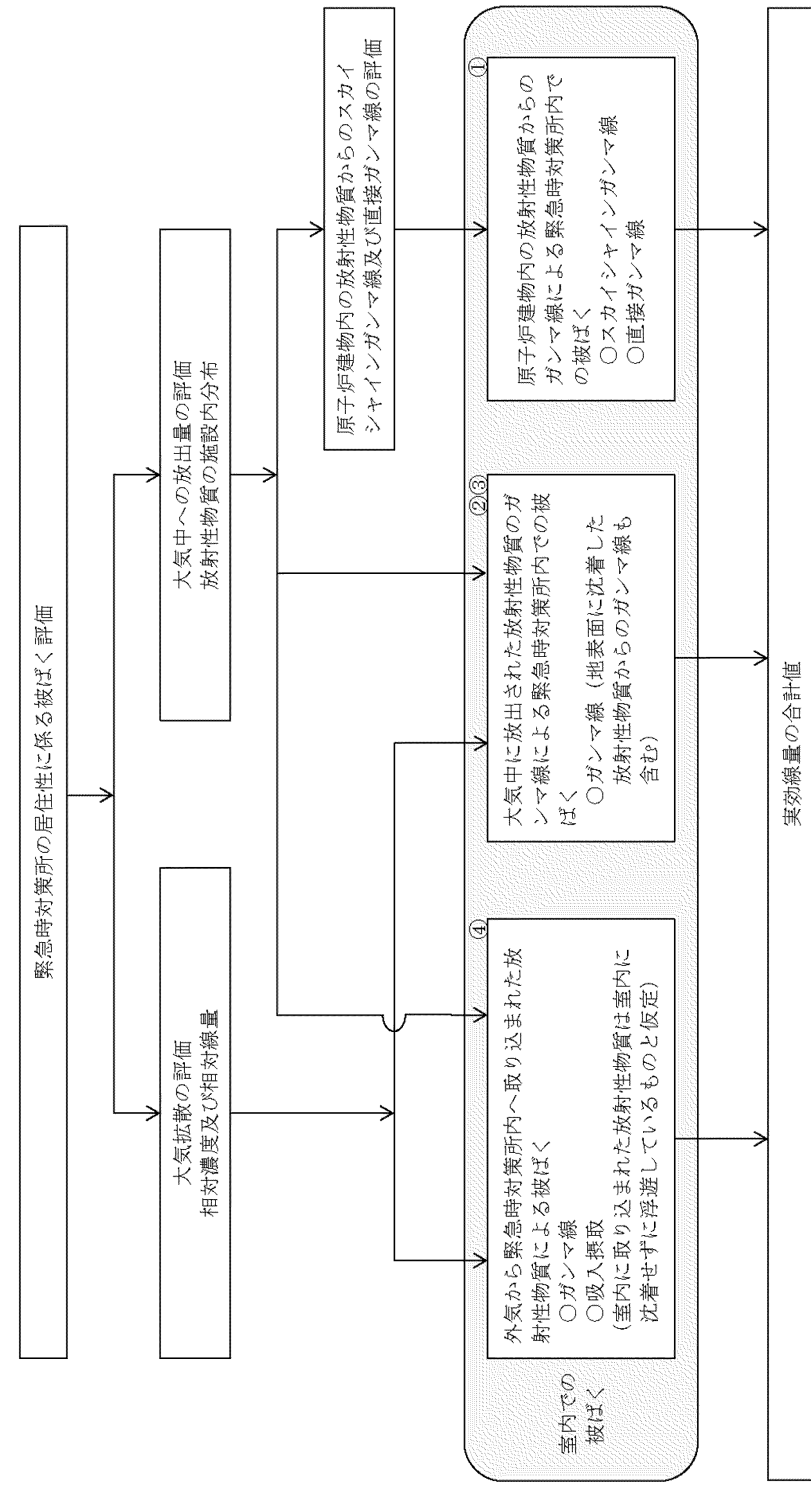 緊急時対策所の居住性に係る被ばく評価
大気拡散の評価
相対濃度及び相対線量
大気中への放出量の評価
放射性物質の施設内分布
原子炉建物内の放射性物質からのスカイ
シャインガンマ線及び直接ガンマ線の評価
室内での
被ばく
④
外気から緊急時対策所内へ取り込まれた放
射性物質による被ばく
○ガンマ線
○吸入摂取
(室内に取り込まれた放射性物質は室内に
沈着せずに浮遊しているものと仮定)
②③
大気中に放出された放射性物質のガ
ンマ線による緊急時対策所内での被
ばく
○ガンマ線（地表面に沈着した
放射性物質からのガンマ線も
含む）
①
原子炉建物内の放射性物質からの
ガンマ線による緊急時対策所内で
の被ばく
○スカイシャインガンマ線
○直接ガンマ線
実効線量の合計値